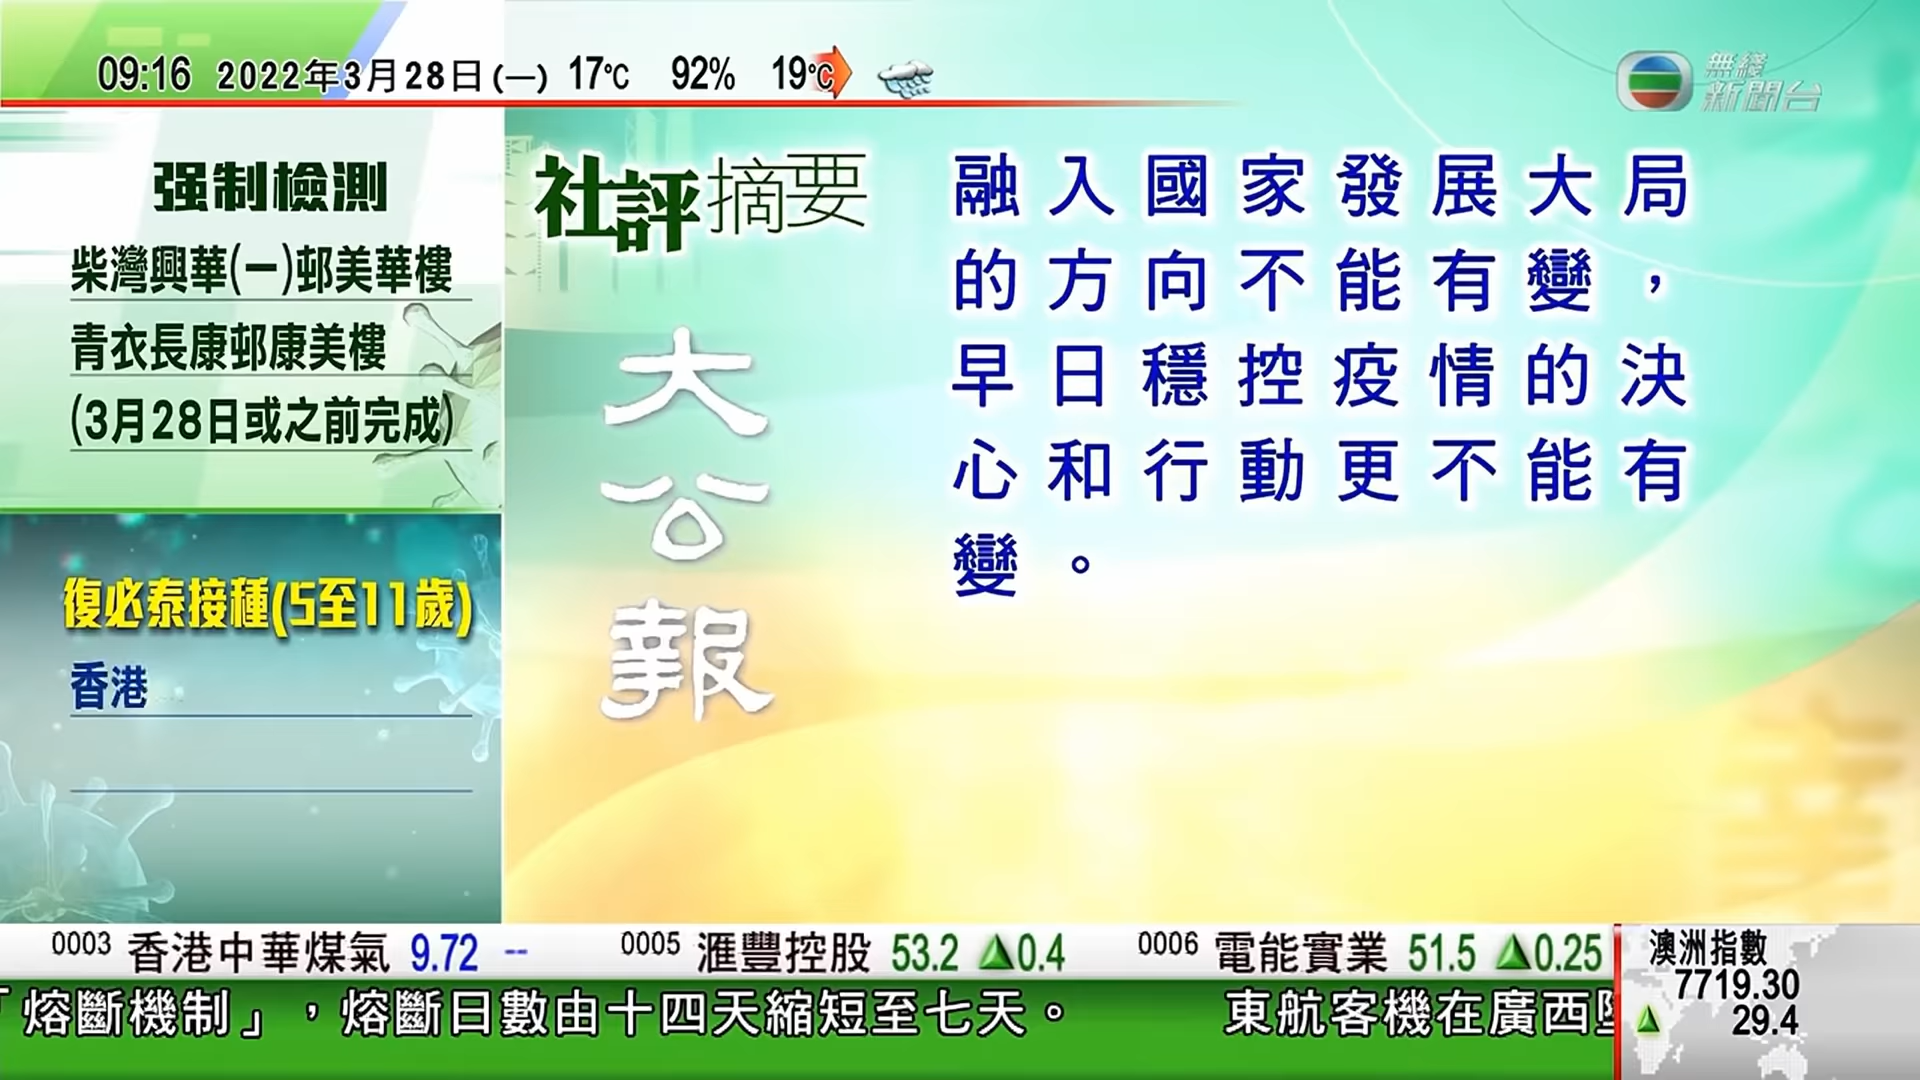 09:16 2022年3月28日(一) 17℃ 92% 19℃
無綫
新聞台
强制檢測
柴灣興華(一)邨美華樓
青衣長康邨康美樓
(3月28日或之前完成)
復必泰接種(5至11歲)
香港
社評摘要
大公報
融入國家發展大局
的方向不能有變，
早日穩控疫情的決
心和行動更不能有
變。
0003 香港中華煤氣 9.72 -- 0005 滙豐控股 53.2 ▲0.4 0006 電能實業 51.5 ▲0.25
「熔斷機制」，熔斷日數由十四天縮短至七天。 東航客機在廣西
澳洲指數
7719.30
▲ 29.4